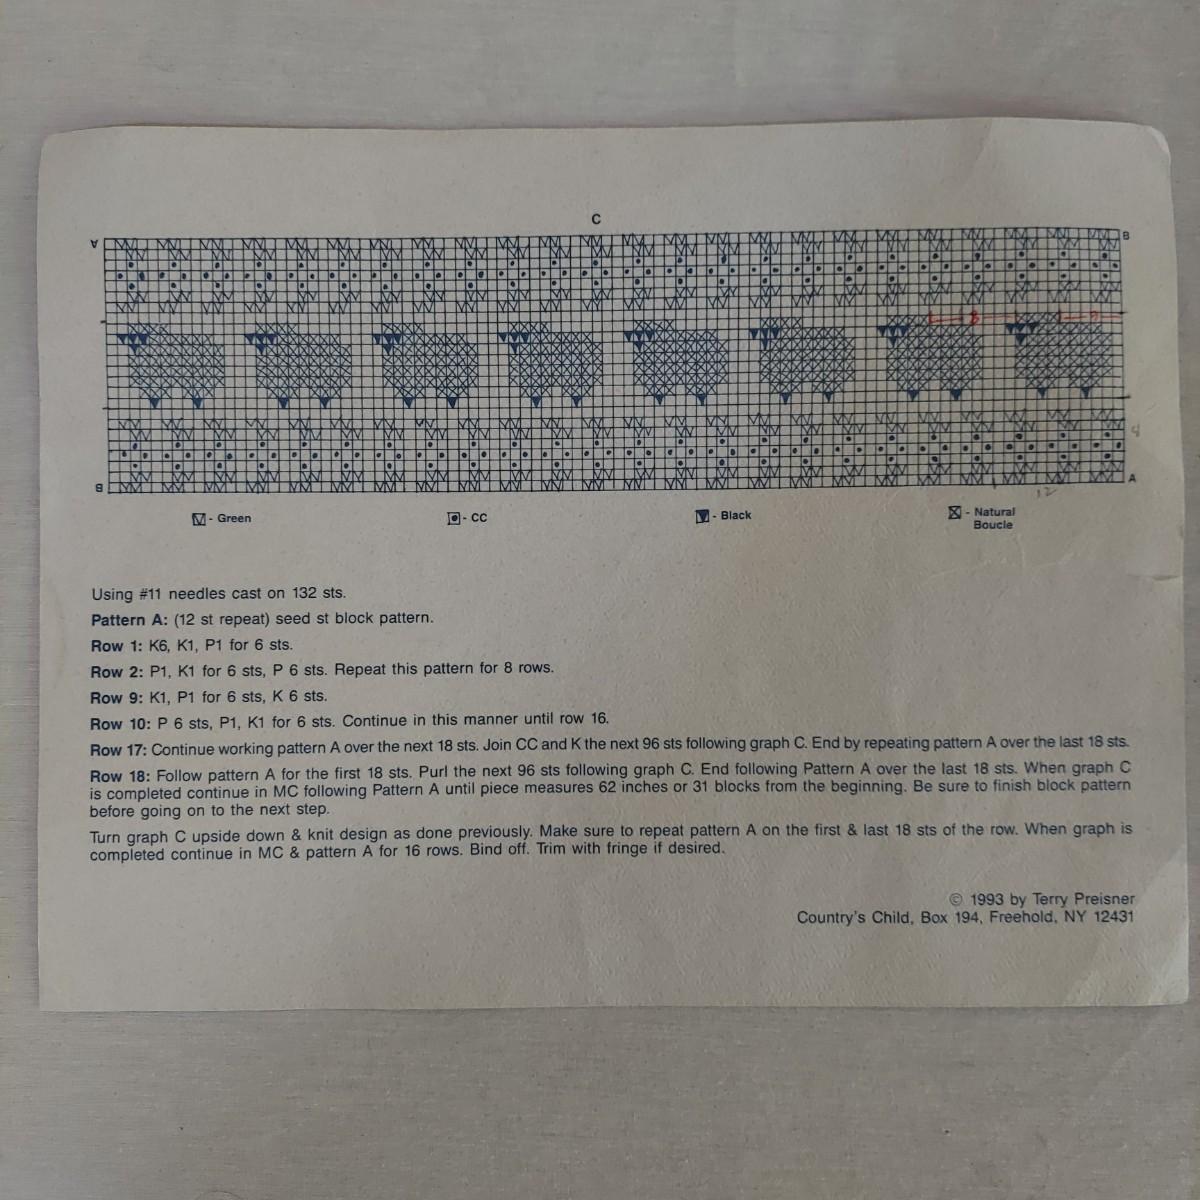 C
A
B
B
A
B
4
12
- Green
- CC
- Black
- Natural
Boucle
Using #11 needles cast on 132 sts.
Pattern A: (12 st repeat) seed st block pattern.
Row 1: K6, K1, P1 for 6 sts.
Row 2: P1, K1 for 6 sts, P 6 sts. Repeat this pattern for 8 rows.
Row 9: K1, P1 for 6 sts, K 6 sts.
Row 10: P 6 sts, P1, K1 for 6 sts. Continue in this manner until row 16.
Row 17: Continue working pattern A over the next 18 sts. Join CC and K the next 96 sts following graph C. End by repeating pattern A over the last 18 sts.
Row 18: Follow pattern A for the first 18 sts. Purl the next 96 sts following graph C. End following Pattern A over the last 18 sts. When graph C
is completed continue in MC following Pattern A until piece measures 62 inches or 31 blocks from the beginning. Be sure to finish block pattern
before going on to the next step.
Turn graph C upside down & knit design as done previously. Make sure to repeat pattern A on the first & last 18 sts of the row. When graph is
completed continue in MC & pattern A for 16 rows. Bind off. Trim with fringe if desired.
© 1993 by Terry Preisner
Country's Child, Box 194, Freehold, NY 12431